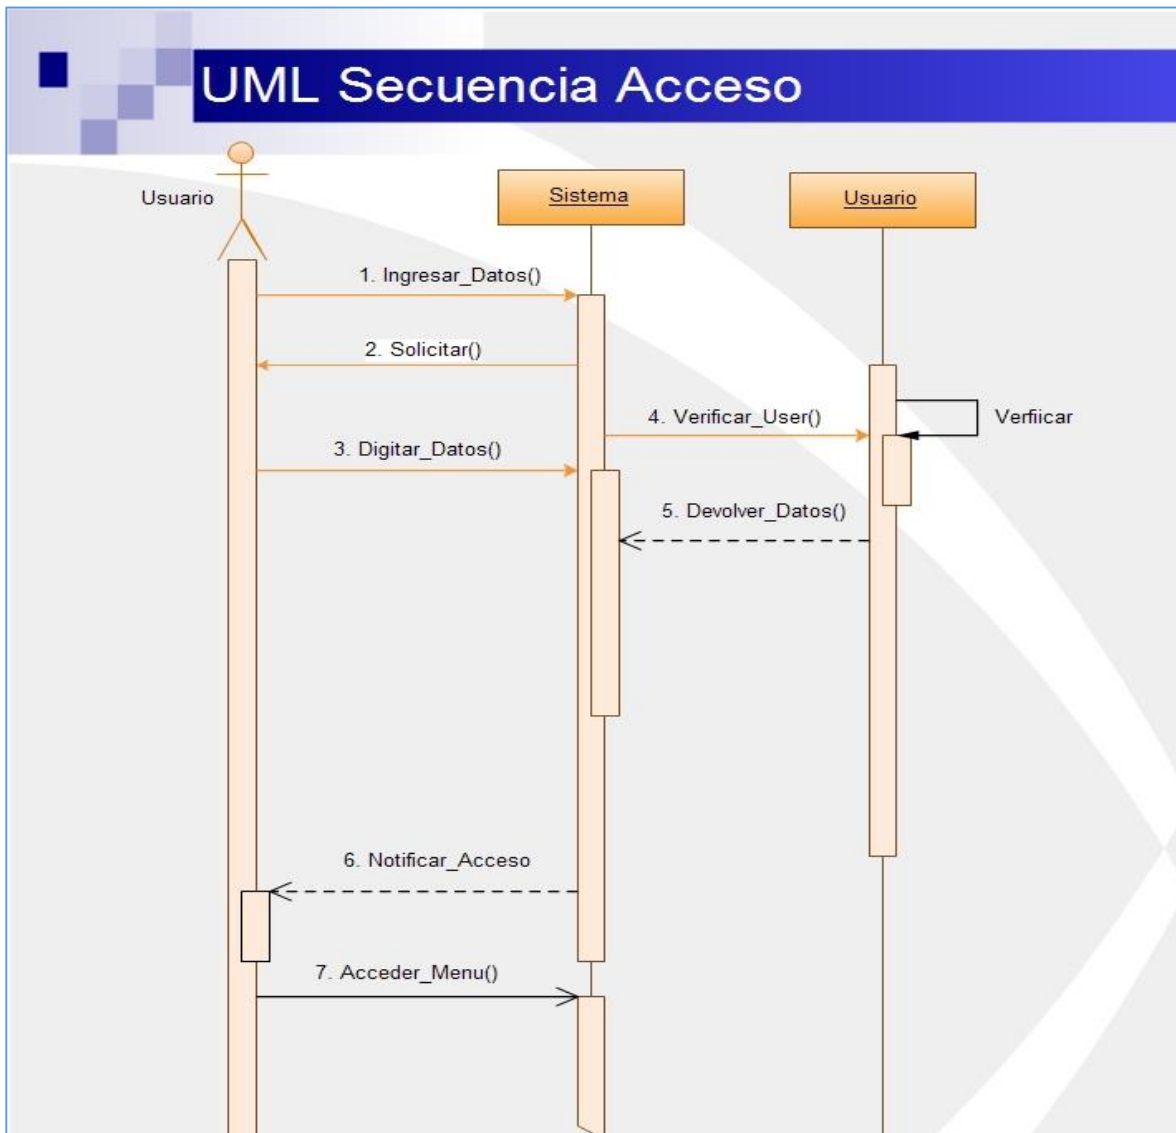 UML Secuencia Acceso
Usuario
Sistema
Usuario
1. Ingresar_Datos()
2. Solicitar()
4. Verificar_User()
Verfiicar
3. Digitar_Datos()
5. Devolver_Datos()
6. Notificar_Acceso
7. Acceder_Menu()